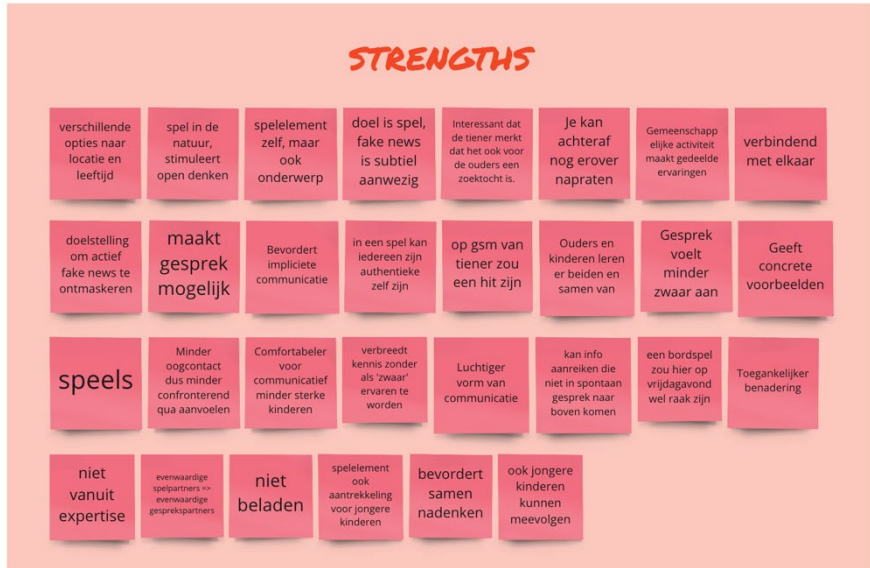 STRENGTHS
verschillende
opties naar
locatie en
leeftijd
spel in de
natuur,
stimuleert
open denken
spelelement
zelf, maar
ook
onderwerp
doel is spel,
fake news
is subtiel
aanwezig
Interessant dat
de tiener merkt
dat het ook voor
de ouders een
zoektocht is.
Je kan
achteraf
nog erover
napraten
Gemeenschapp
elijke activiteit
maakt gedeelde
ervaringen
verbindend
met elkaar
doelstelling
om actief
fake news te
ontmaskeren
maakt
gesprek
mogelijk
Bevordert
impliciete
communicatie
in een spel kan
iedereen zijn
authentieke
zelf zijn
op gsm van
tiener zou
een hit zijn
Ouders en
kinderen leren
er beiden en
samen van
Gesprek
voelt
minder
zwaar aan
Geeft
concrete
voorbeelden
speels
Minder
oogcontact
dus minder
confronterend
qua aanvoelen
Comfortabeler
voor
communicatief
minder sterke
kinderen
verbreedt
kennis zonder
als 'zwaar'
ervaren te
worden
Luchtiger
vorm van
communicatie
kan info
aanreiken die
niet in spontaan
gesprek naar
boven komen
een bordspel
zou hier op
vrijdagavond
wel raak zijn
Toegankelijker
benadering
niet
vanuit
expertise
evenwaardige
spelpartners =>
evenwaardige
gesprekspartners
niet
beladen
spelelement
ook
aantrekkeling
voor jongere
kinderen
bevordert
samen
nadenken
ook jongere
kinderen
kunnen
meevolgen